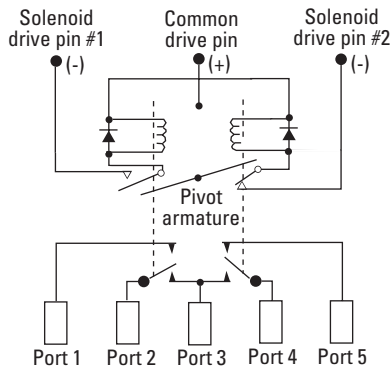 Solenoid
drive pin #1
(-)
Common
drive pin
(+)
Solenoid
drive pin #2
(-)
Pivot
armature
Port 1 Port 2 Port 3 Port 4 Port 5